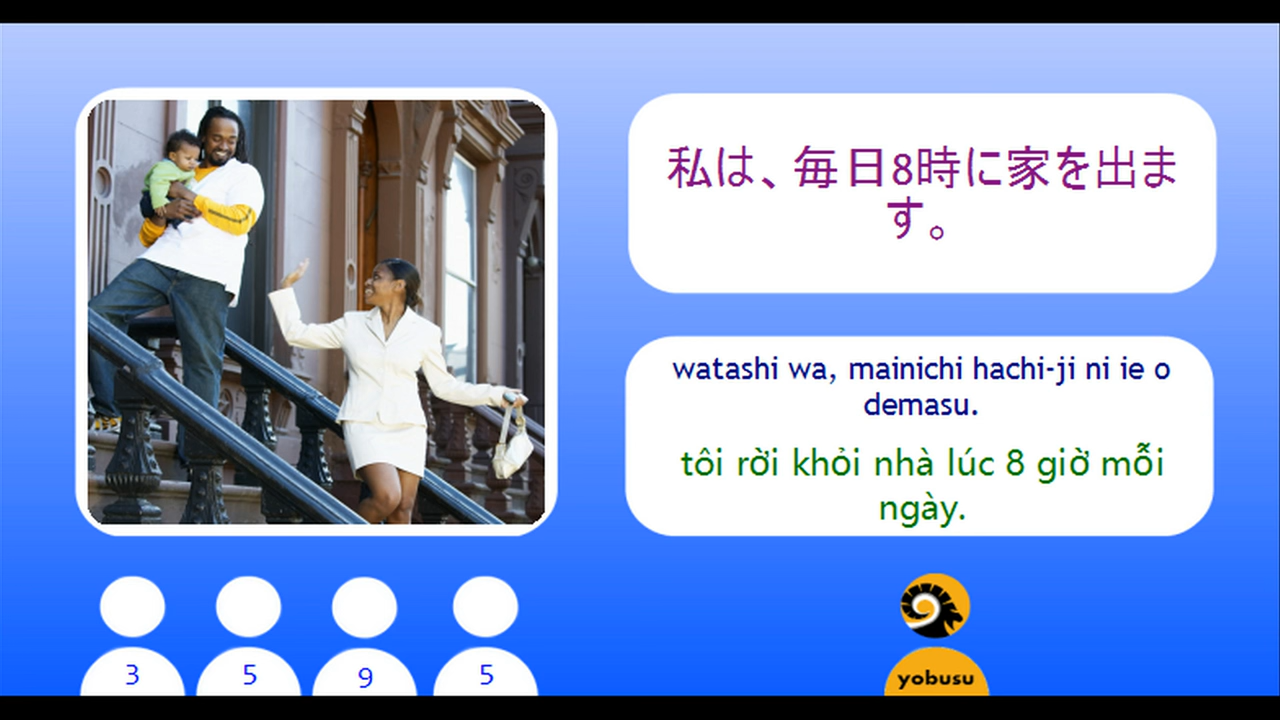 私は、毎日8時に家を出ま
す。
watashi wa, mainichi hachi-ji ni ie o
demasu.
tôi rời khỏi nhà lúc 8 giờ mỗi
ngày.
3 5 9 5
yobusu